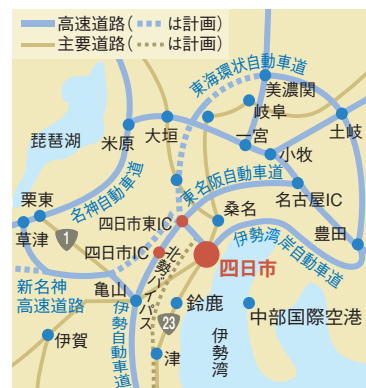 高速道路(┅は計画)
主要道路(┅は計画)
東海環状自動車道
美濃関
岐阜
土岐
琵琶湖
米原
大垣
一宮
小牧
名神自動車道
東名阪自動車道
名古屋IC
栗東
草津
1
四日市東IC
桑名
豊田
四日市IC
伊勢湾岸自動車道
四日市
新名神
高速道路
亀山
北勢バイパス
鈴鹿
23
中部国際空港
伊賀
伊勢自動車道
津
伊勢湾